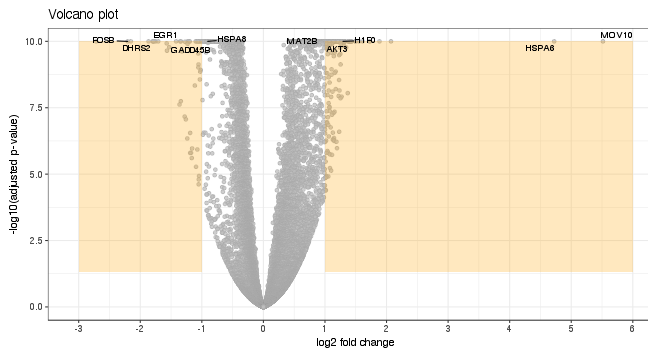 Volcano plot
MOV10
EGR1
FOSB
HSPA8
MAT2B
H1F0
DHRS2
GADD45B
AKT3
HSPA6
10.0
7.5
5.0
2.5
0.0
-log10(adjusted p-value)
-3 -2 -1 0 1 2 3 4 5 6
log2 fold change